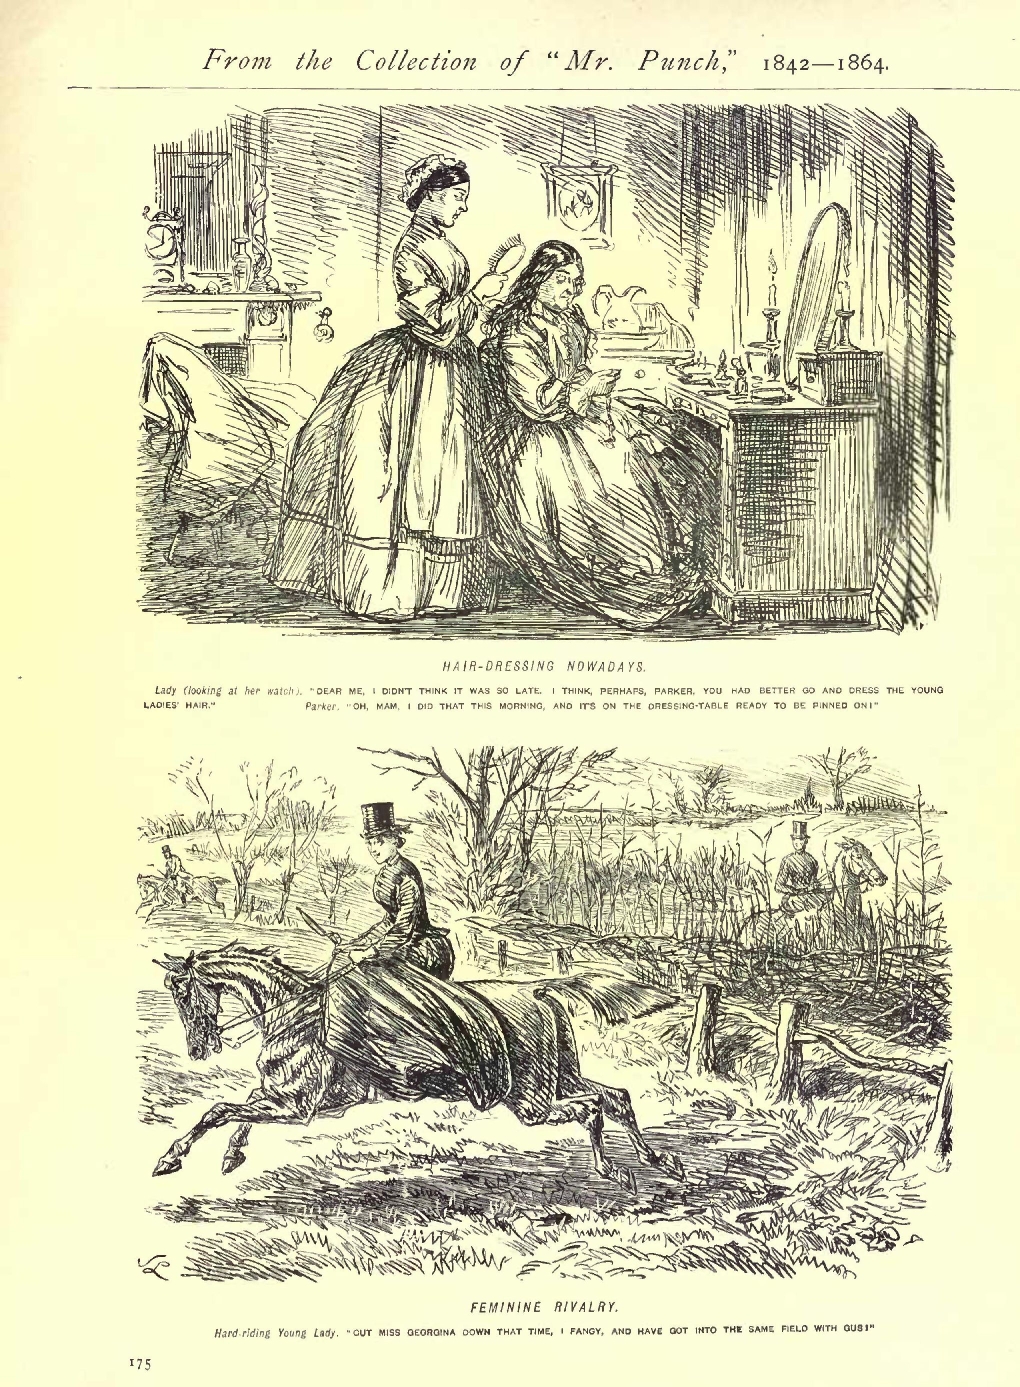 From the Collection of "Mr. Punch," 1842—1864.
HAIR-DRESSING NOWADAYS.
Lady (looking at her watch). "DEAR ME, I DIDN'T THINK IT WAS SO LATE. I THINK, PERHAPS, PARKER, YOU HAD BETTER GO AND DRESS THE YOUNG
LADIES' HAIR." Parker. "OH, MAM, I DID THAT THIS MORNING, AND IT'S ON THE DRESSING-TABLE READY TO BE PINNED ON!"
FEMININE RIVALRY.
Hard-riding Young Lady. "CUT MISS GEORGINA DOWN THAT TIME, I FANCY, AND HAVE GOT INTO THE SAME FIELD WITH GUS!"
175